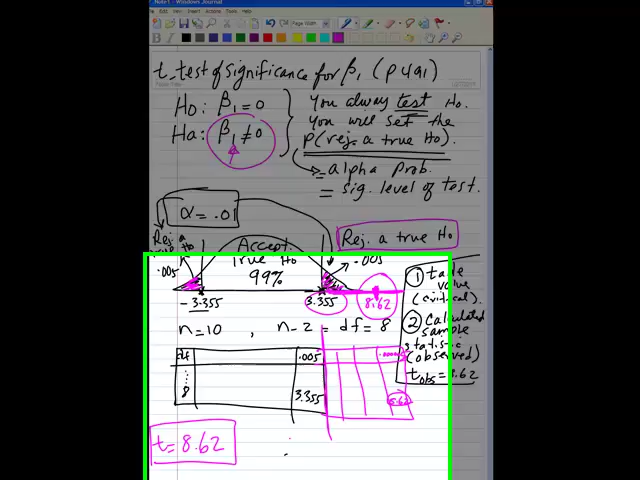 Note1 - Windows Journal
t_test of significance for β₁ (p491)
Ho: β₁ = 0
Ha: β₁ ≠ 0
You always test Ho.
You will set the
P(rej. a true Ho).
= alpha Prob.
= sig. level of test.
α = .01
Rej. a true Ho
Rej.
Accept
True Ho
99%
.005
.005
-3.355
3.355
8.62
① table
value
(critical)
② Calculated
sample
statistic
(observed)
t obs = 8.62
n=10 , n-2 = df = 8
df
.005
8
3.355
8.62
t = 8.62